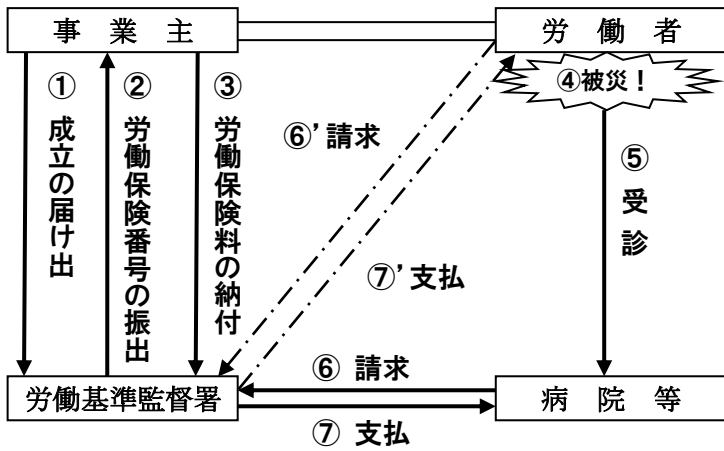 事業主
労働者
④被災！
① 成立の届け出
② 労働保険番号の振出
③ 労働保険料の納付
⑥’請求
⑤ 受診
⑦’支払
⑥ 請求
労働基準監督署
病院等
⑦ 支払